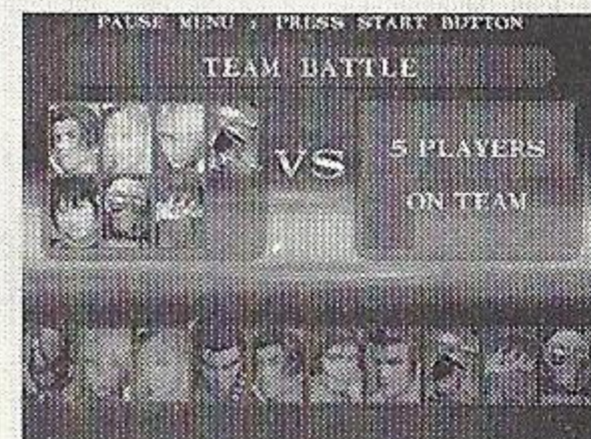 PAUSE MENU : PRESS START BUTTON
TEAM BATTLE
VS
5 PLAYERS
ON TEAM